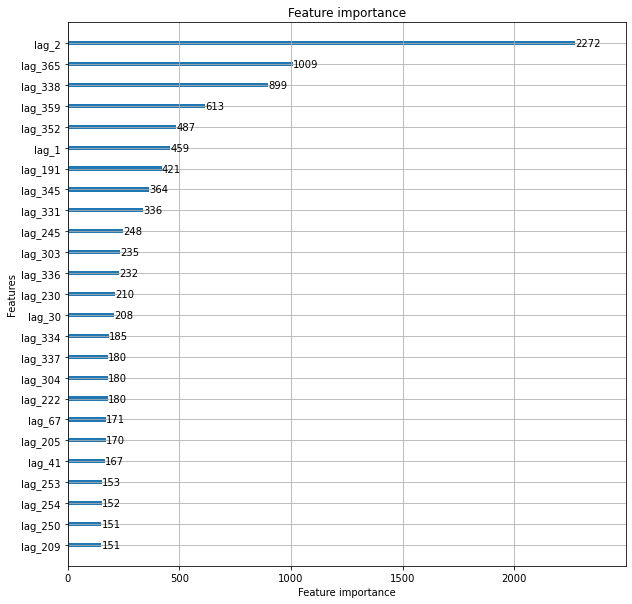 Feature importance
lag_2 2272
lag_365 1009
lag_338 899
lag_359 613
lag_352 487
lag_1 459
lag_191 421
lag_345 364
lag_331 336
lag_245 248
lag_303 235
lag_336 232
lag_230 210
lag_30 208
lag_334 185
lag_337 180
lag_304 180
lag_222 180
lag_67 171
lag_205 170
lag_41 167
lag_253 153
lag_254 152
lag_250 151
lag_209 151
Features
0 500 1000 1500 2000
Feature importance